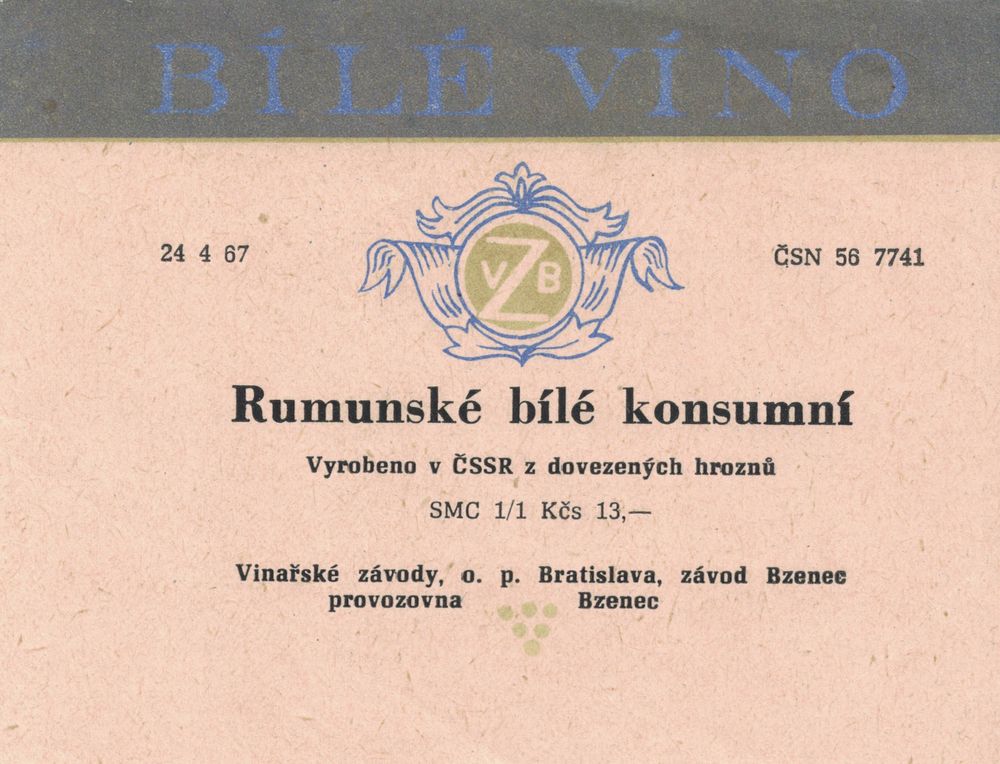 BÍLÉ VÍNO
24 4 67
ČSN 56 7741
VZB
Rumunské bílé konsumní
Vyrobeno v ČSSR z dovezených hroznů
SMC 1/1 Kčs 13,—
Vinařské závody, o. p. Bratislava, závod Bzenec
provozovna Bzenec